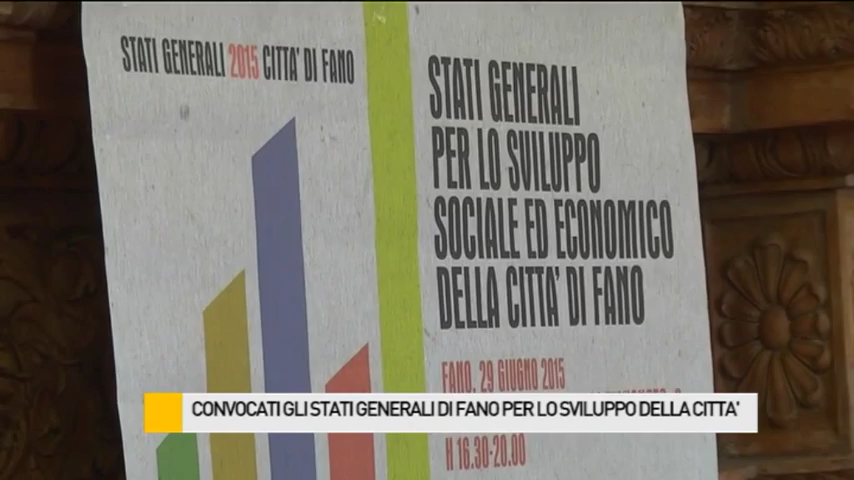 STATI GENERALI 2015 CITTA' DI FANO
STATI GENERALI
PER LO SVILUPPO
SOCIALE ED ECONOMICO
DELLA CITTA' DI FANO
FANO, 29 GIUGNO 2015
H 16.30-20.00
CONVOCATI GLI STATI GENERALI DI FANO PER LO SVILUPPO DELLA CITTA'